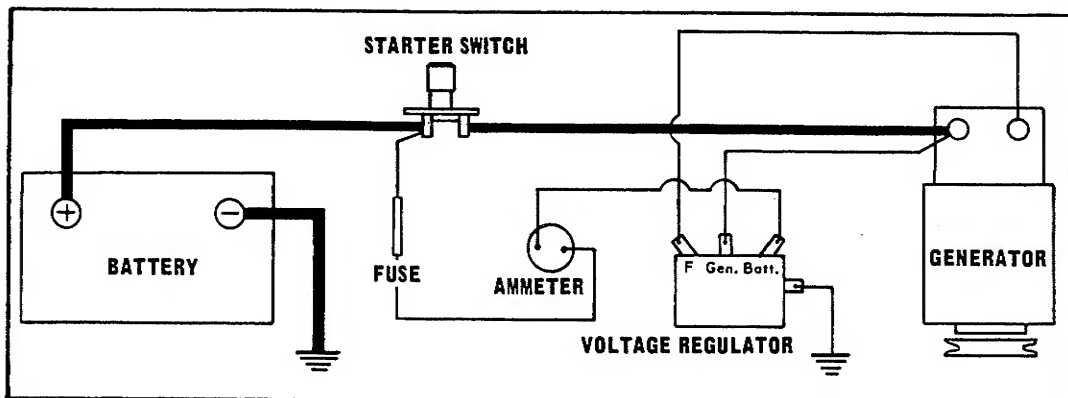 STARTER SWITCH
+
−
BATTERY
FUSE
AMMETER
F Gen. Batt.
GENERATOR
VOLTAGE REGULATOR